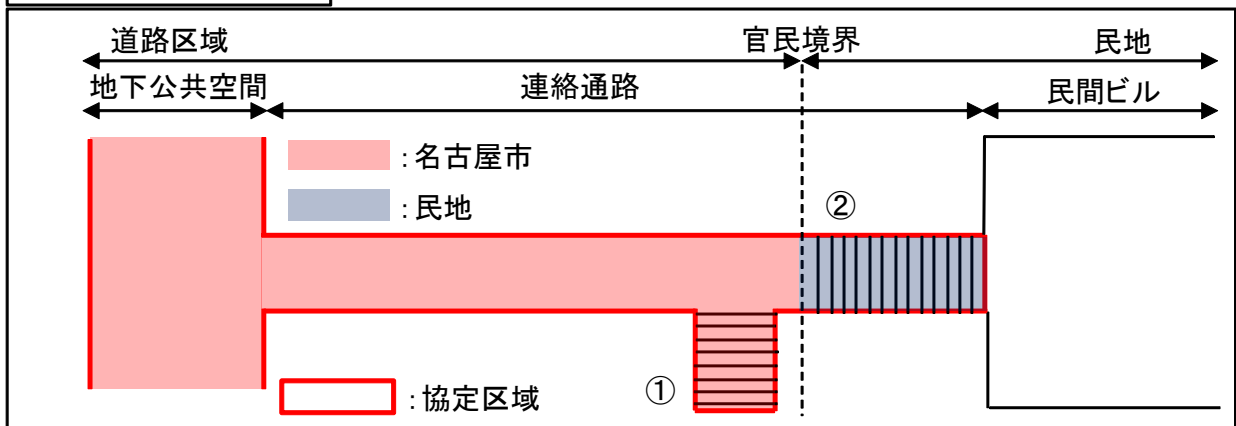 道路区域 官民境界 民地
地下公共空間 連絡通路 民間ビル
:名古屋市
:民地
②
①
:協定区域